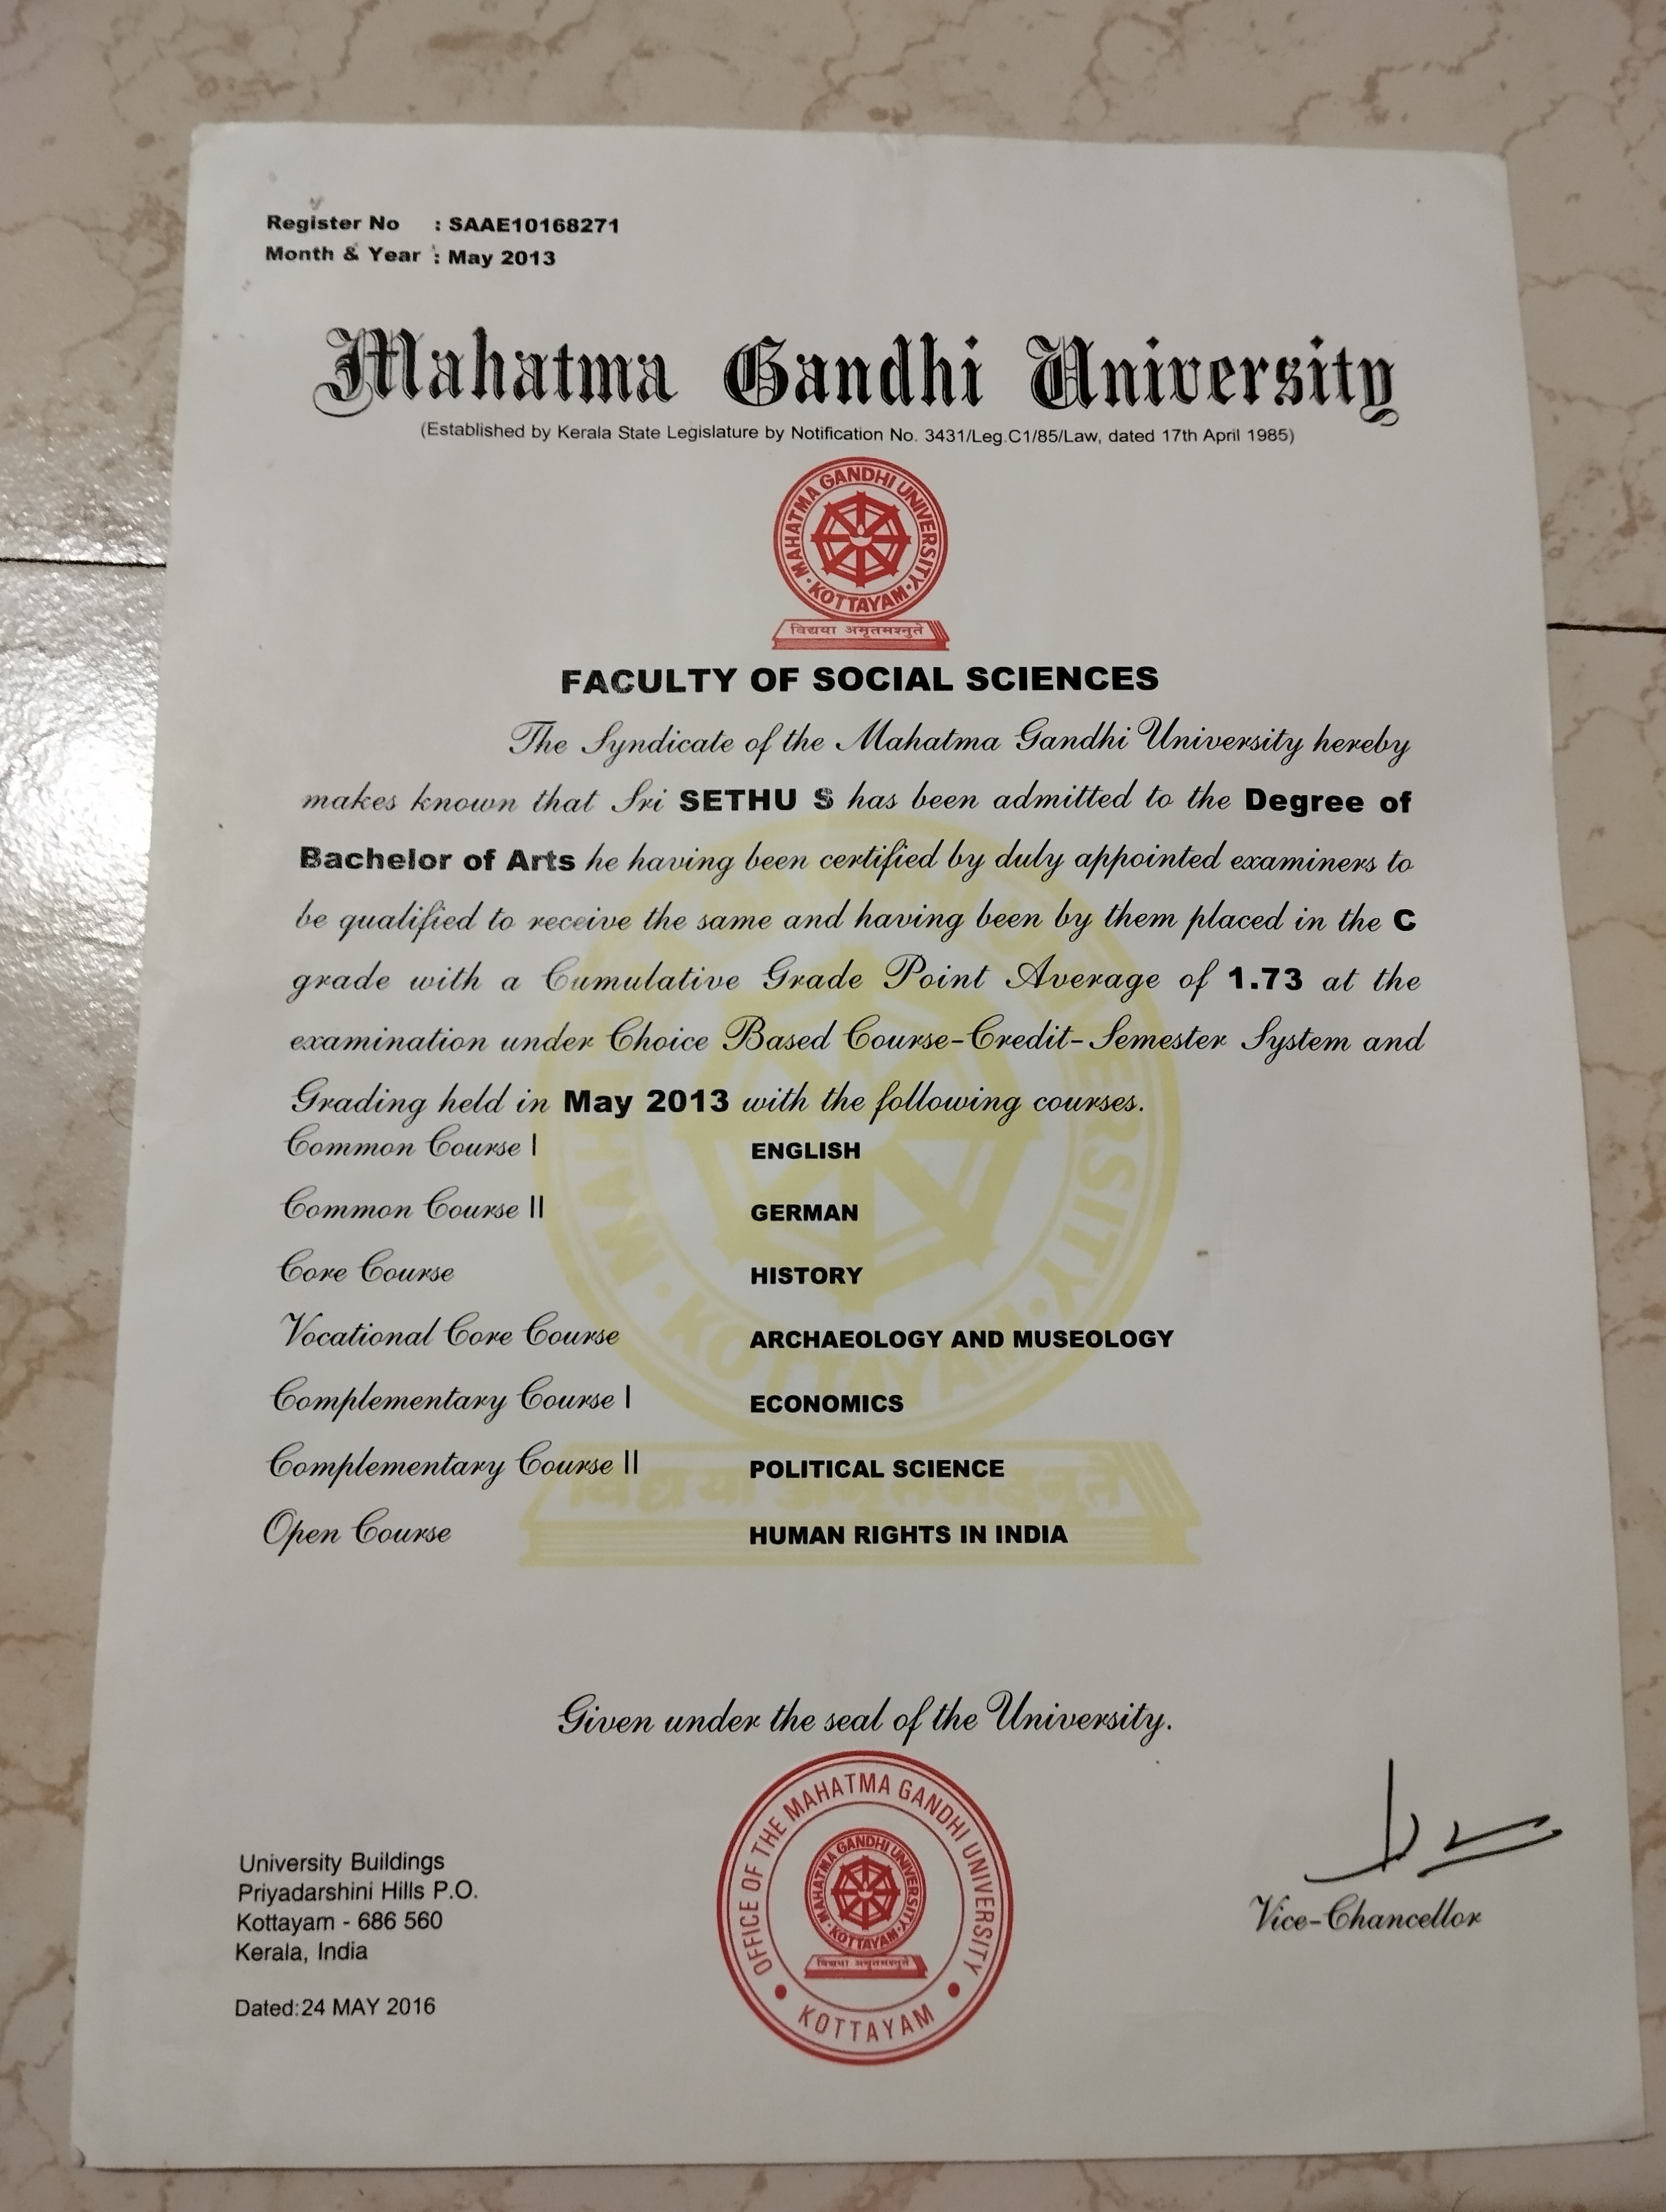 Register No : SAAE10168271
Month & Year : May 2013
Mahatma Gandhi University
(Established by Kerala State Legislature by Notification No. 3431/Leg.C1/85/Law, dated 17th April 1985)
MAHATMA GANDHI UNIVERSITY
KOTTAYAM
विद्यया अमृतमश्नुते
FACULTY OF SOCIAL SCIENCES
The Syndicate of the Mahatma Gandhi University hereby
makes known that Sri SETHU S has been admitted to the Degree of
Bachelor of Arts he having been certified by duly appointed examiners to
be qualified to receive the same and having been by them placed in the C
grade with a Cumulative Grade Point Average of 1.73 at the
examination under Choice Based Course-Credit-Semester System and
Grading held in May 2013 with the following courses.
Common Course I ENGLISH
Common Course II GERMAN
Core Course HISTORY
Vocational Core Course ARCHAEOLOGY AND MUSEOLOGY
Complementary Course I ECONOMICS
Complementary Course II POLITICAL SCIENCE
Open Course HUMAN RIGHTS IN INDIA
Given under the seal of the University.
OFFICE OF THE MAHATMA GANDHI UNIVERSITY
KOTTAYAM
MAHATMA GANDHI UNIVERSITY
KOTTAYAM
विद्यया अमृतमश्नुते
Vice-Chancellor
University Buildings
Priyadarshini Hills P.O.
Kottayam - 686 560
Kerala, India
Dated:24 MAY 2016